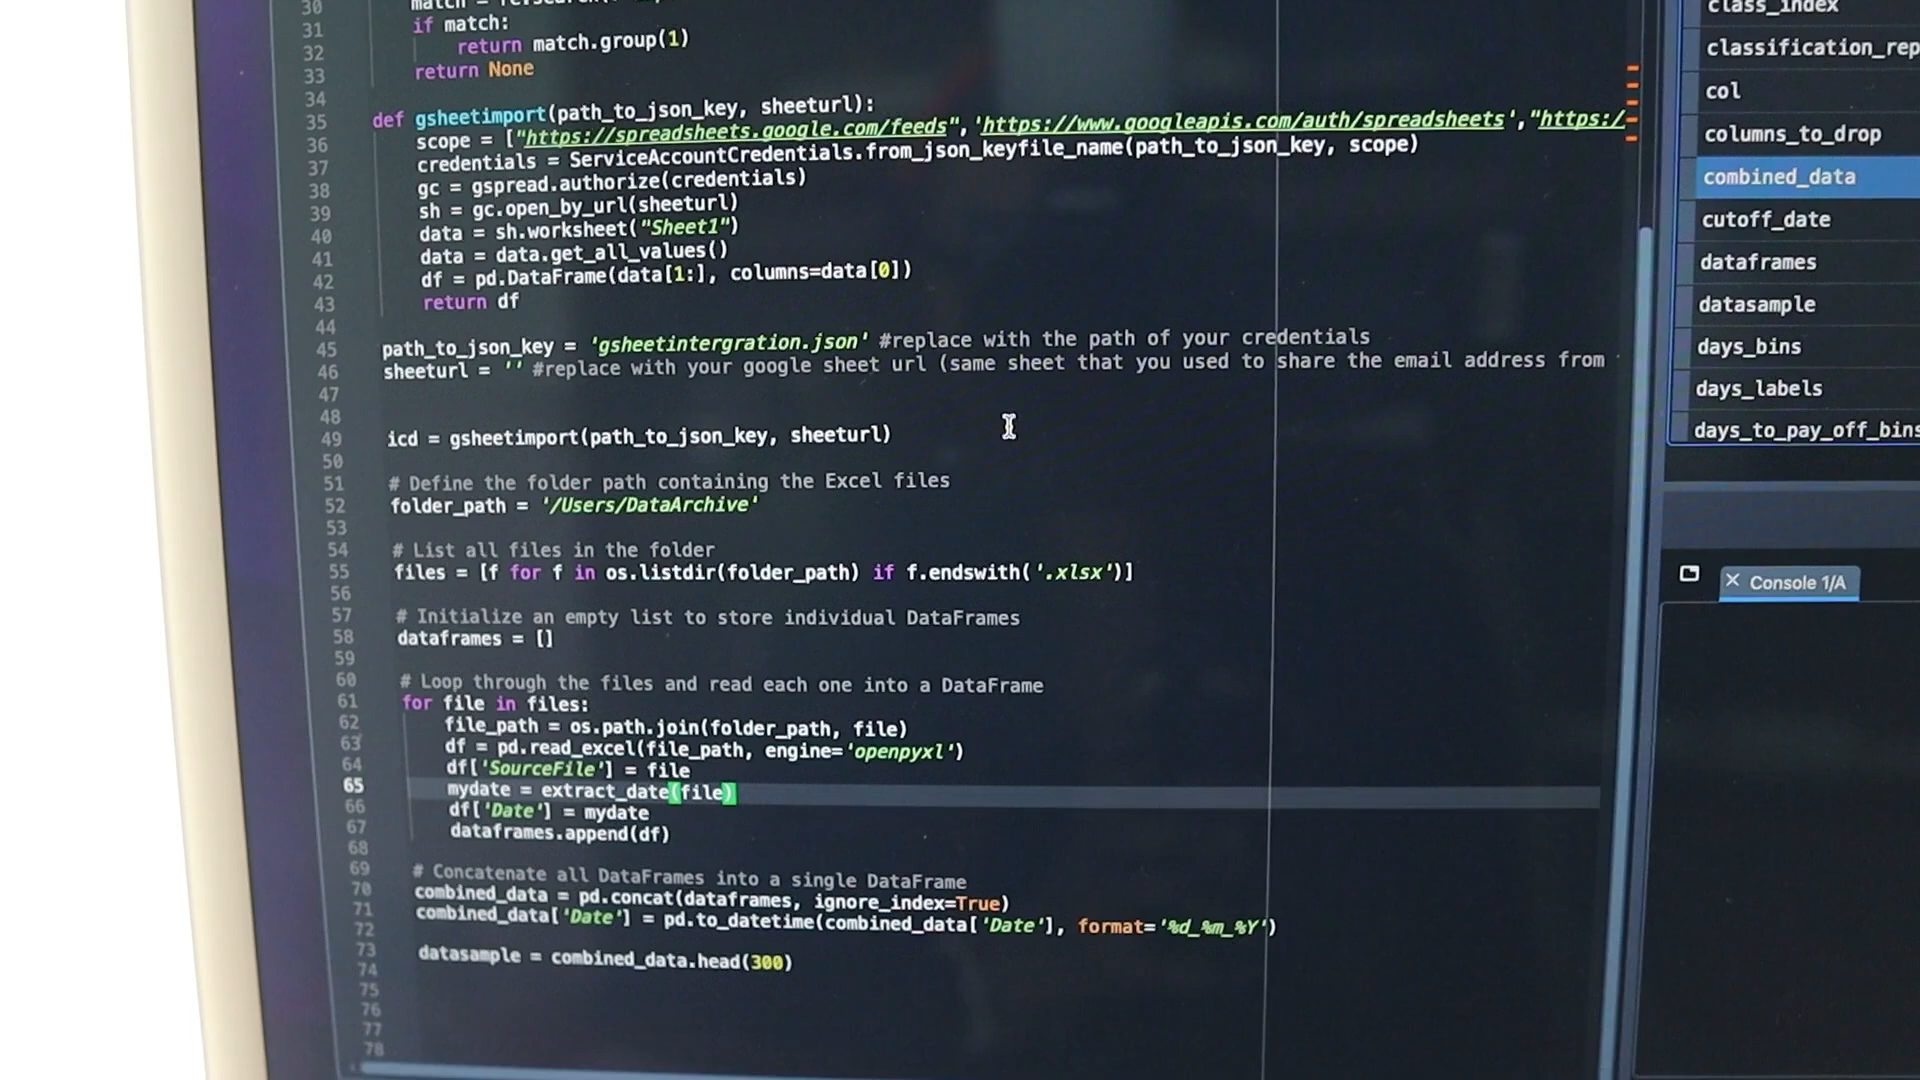 30
31 if match:
32 return match.group(1)
33 return None
34
35 def gsheetimport(path_to_json_key, sheeturl):
36 scope = ["https://spreadsheets.google.com/feeds",'https://www.googleapis.com/auth/spreadsheets',"https:/
37 credentials = ServiceAccountCredentials.from_json_keyfile_name(path_to_json_key, scope)
38 gc = gspread.authorize(credentials)
39 sh = gc.open_by_url(sheeturl)
40 data = sh.worksheet("Sheet1")
41 data = data.get_all_values()
42 df = pd.DataFrame(data[1:], columns=data[0])
43 return df
44
45 path_to_json_key = 'gsheetintergration.json' #replace with the path of your credentials
46 sheeturl = '' #replace with your google sheet url (same sheet that you used to share the email address from
47
48
49 icd = gsheetimport(path_to_json_key, sheeturl)
50
51 # Define the folder path containing the Excel files
52 folder_path = '/Users/DataArchive'
53
54 # List all files in the folder
55 files = [f for f in os.listdir(folder_path) if f.endswith('.xlsx')]
56
57 # Initialize an empty list to store individual DataFrames
58 dataframes = []
59
60 # Loop through the files and read each one into a DataFrame
61 for file in files:
62 file_path = os.path.join(folder_path, file)
63 df = pd.read_excel(file_path, engine='openpyxl')
64 df['SourceFile'] = file
65 mydate = extract_date(file)
66 df['Date'] = mydate
67 dataframes.append(df)
68
69 # Concatenate all DataFrames into a single DataFrame
70 combined_data = pd.concat(dataframes, ignore_index=True)
71 combined_data['Date'] = pd.to_datetime(combined_data['Date'], format='%d_%m_%Y')
72
73 datasample = combined_data.head(300)
74
75
76
77
78
class_index
classification_rep
col
columns_to_drop
combined_data
cutoff_date
dataframes
datasample
days_bins
days_labels
days_to_pay_off_bins
Console 1/A